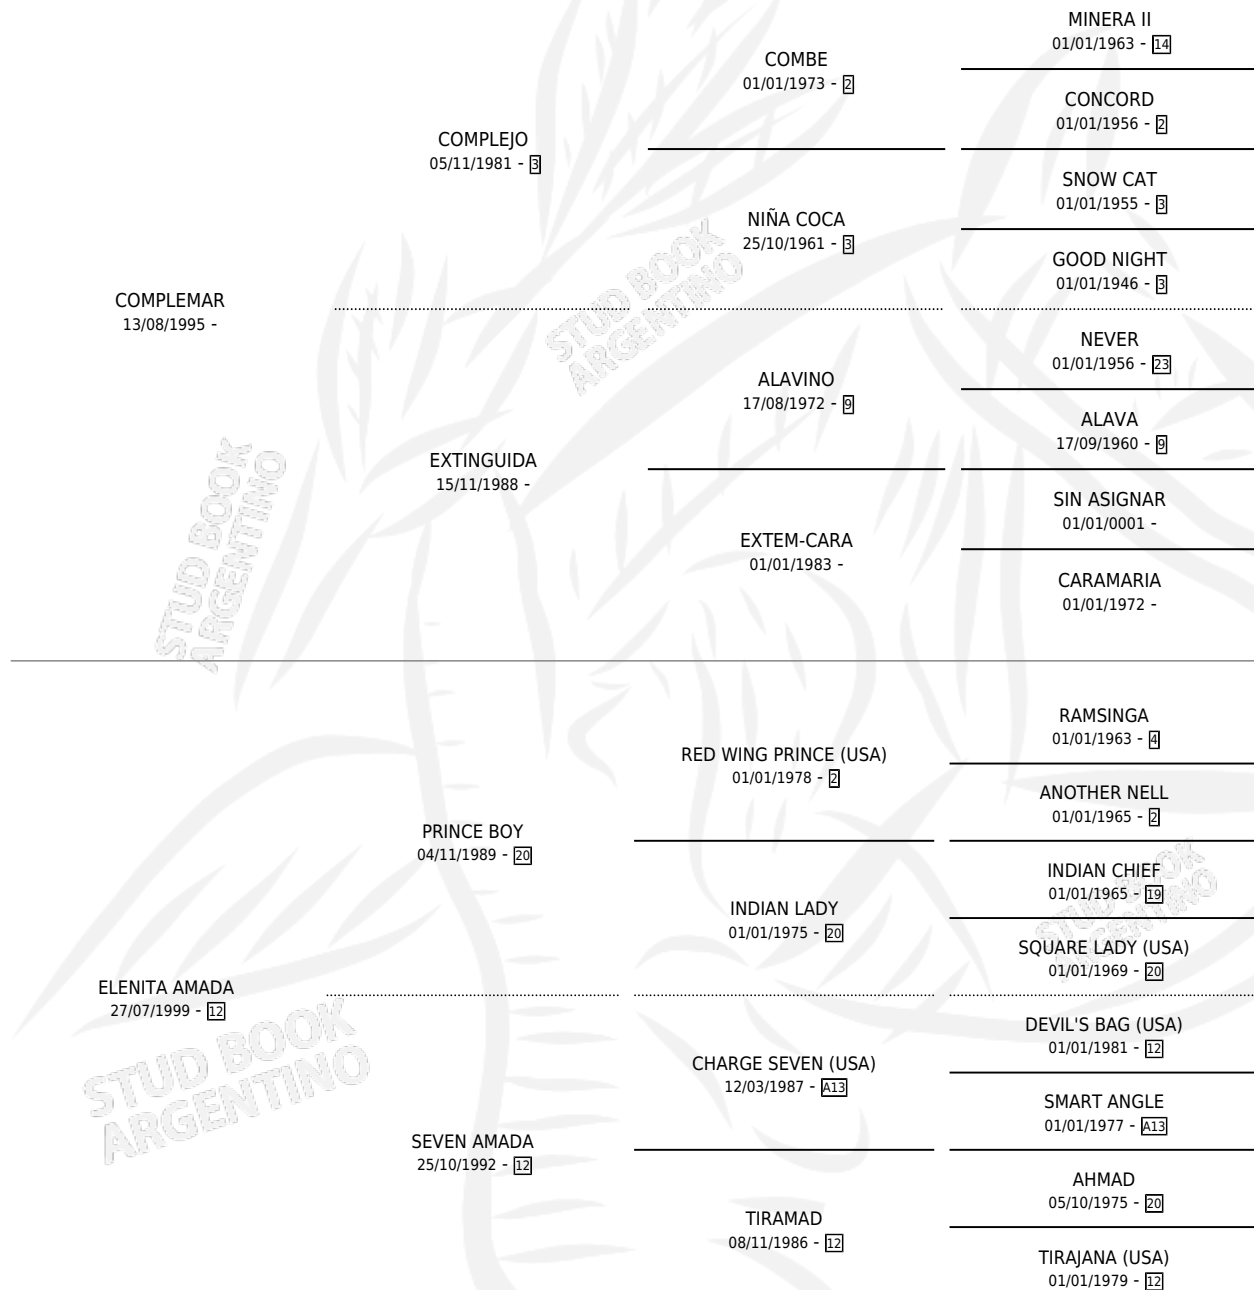 MINERA II
01/01/1963 - 14
COMBE
01/01/1973 - 2
CONCORD
01/01/1956 - 2
COMPLEJO
05/11/1981 - 3
SNOW CAT
01/01/1955 - 3
NIÑA COCA
25/10/1961 - 3
GOOD NIGHT
01/01/1946 - 3
COMPLEMAR
13/08/1995 -
STUD BOOK
ARGENTINO
NEVER
01/01/1956 - 23
ALAVINO
17/08/1972 - 9
ALAVA
17/09/1960 - 9
EXTINGUIDA
15/11/1988 -
SIN ASIGNAR
01/01/0001 -
EXTEM-CARA
01/01/1983 -
CARAMARIA
01/01/1972 -
STUD BOOK
ARGENTINO
RAMSINGA
01/01/1963 - 4
RED WING PRINCE (USA)
01/01/1978 - 2
ANOTHER NELL
01/01/1965 - 2
PRINCE BOY
04/11/1989 - 20
INDIAN CHIEF
01/01/1965 - 19
STUD BOOK
ARGENTINO
INDIAN LADY
01/01/1975 - 20
SQUARE LADY (USA)
01/01/1969 - 20
ELENITA AMADA
27/07/1999 - 12
STUD BOOK
ARGENTINO
DEVIL'S BAG (USA)
01/01/1981 - 12
CHARGE SEVEN (USA)
12/03/1987 - A13
SMART ANGLE
01/01/1977 - A13
SEVEN AMADA
25/10/1992 - 12
AHMAD
05/10/1975 - 20
TIRAMAD
08/11/1986 - 12
TIRAJANA (USA)
01/01/1979 - 12